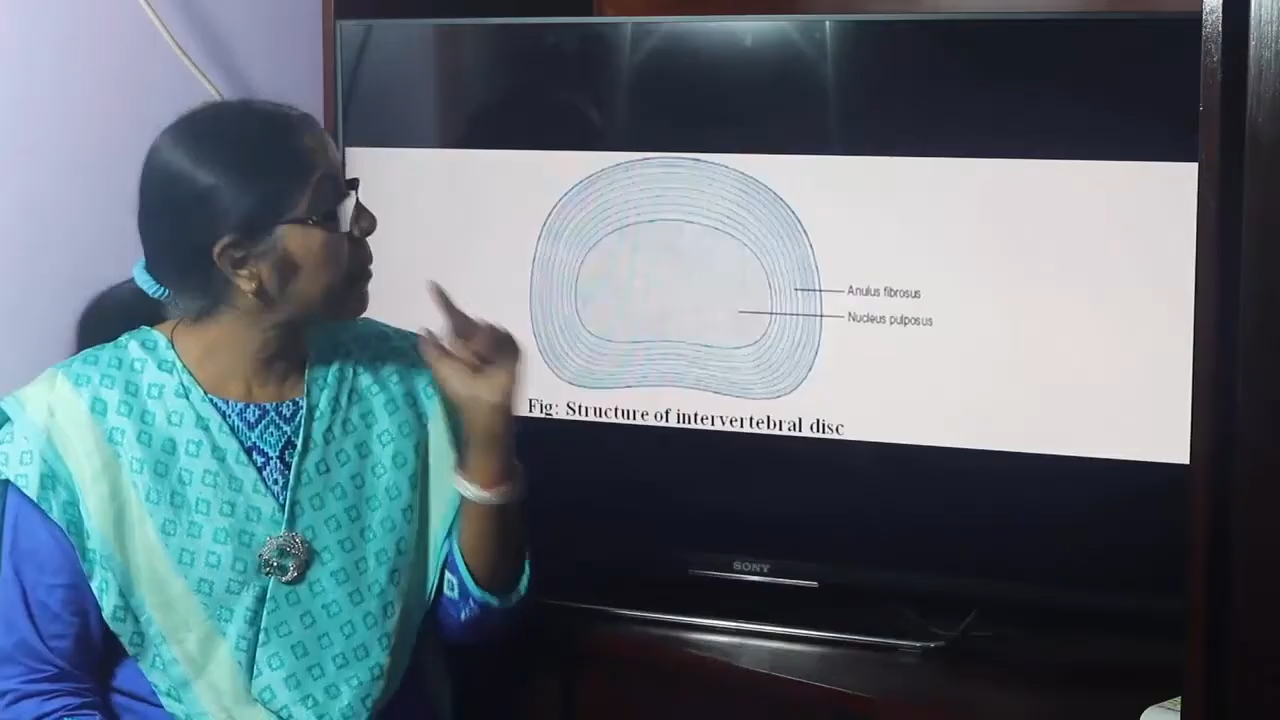 Anulus fibrosus
Nucleus pulposus
Fig: Structure of intervertebral disc
SONY